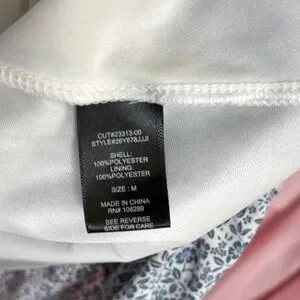 CUT#23313-00
STYLE#26Y678JJJI
SHELL:
100%POLYESTER
LINING:
100%POLYESTER
SIZE : M
MADE IN CHINA
RN# 106289
SEE REVERSE
SIDE FOR CARE